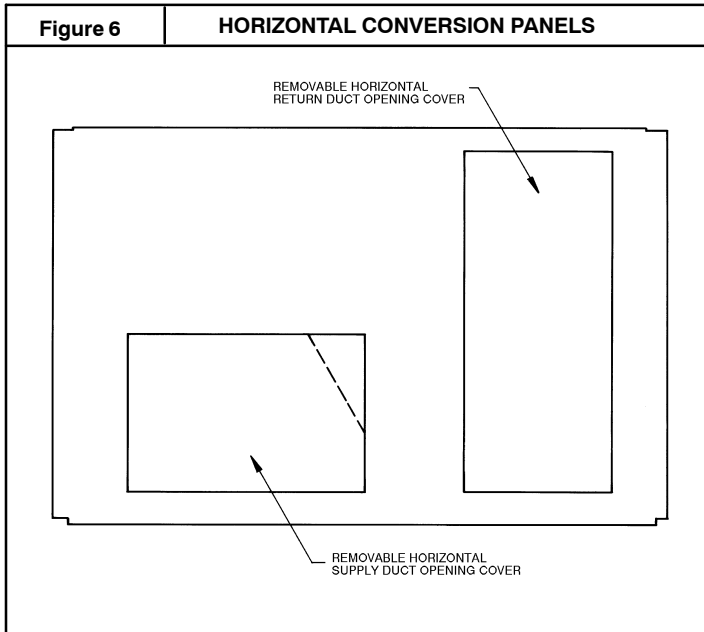 Figure 6
HORIZONTAL CONVERSION PANELS
REMOVABLE HORIZONTAL
RETURN DUCT OPENING COVER
REMOVABLE HORIZONTAL
SUPPLY DUCT OPENING COVER